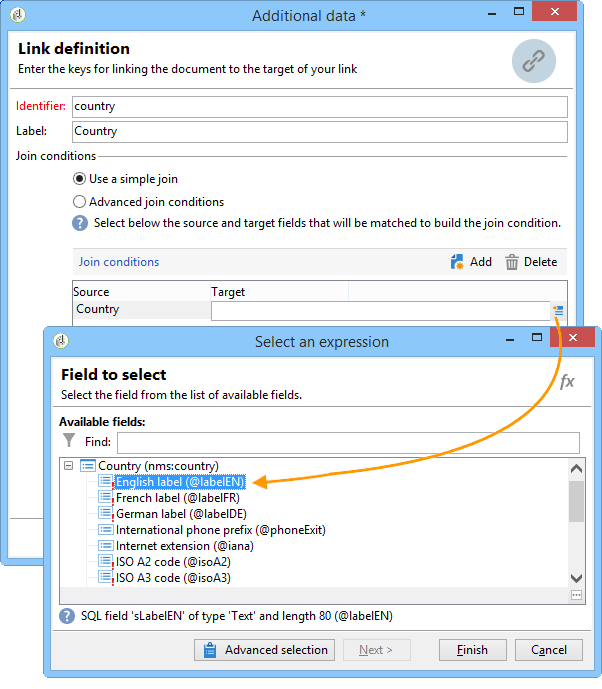 Additional data *
Link definition
Enter the keys for linking the document to the target of your link
Identifier: country
Label: Country
Join conditions
Use a simple join
Advanced join conditions
? Select below the source and target fields that will be matched to build the join condition.
Join conditions Add Delete
Source Target
Country
Select an expression
Field to select
Select the field from the list of available fields.
fx
Available fields:
Find:
Country (nms:country)
English label (@labelEN)
French label (@labelFR)
German label (@labelDE)
International phone prefix (@phoneExit)
Internet extension (@iana)
ISO A2 code (@isoA2)
ISO A3 code (@isoA3)
? SQL field 'sLabelEN' of type 'Text' and length 80 (@labelEN)
Advanced selection Next > Finish Cancel